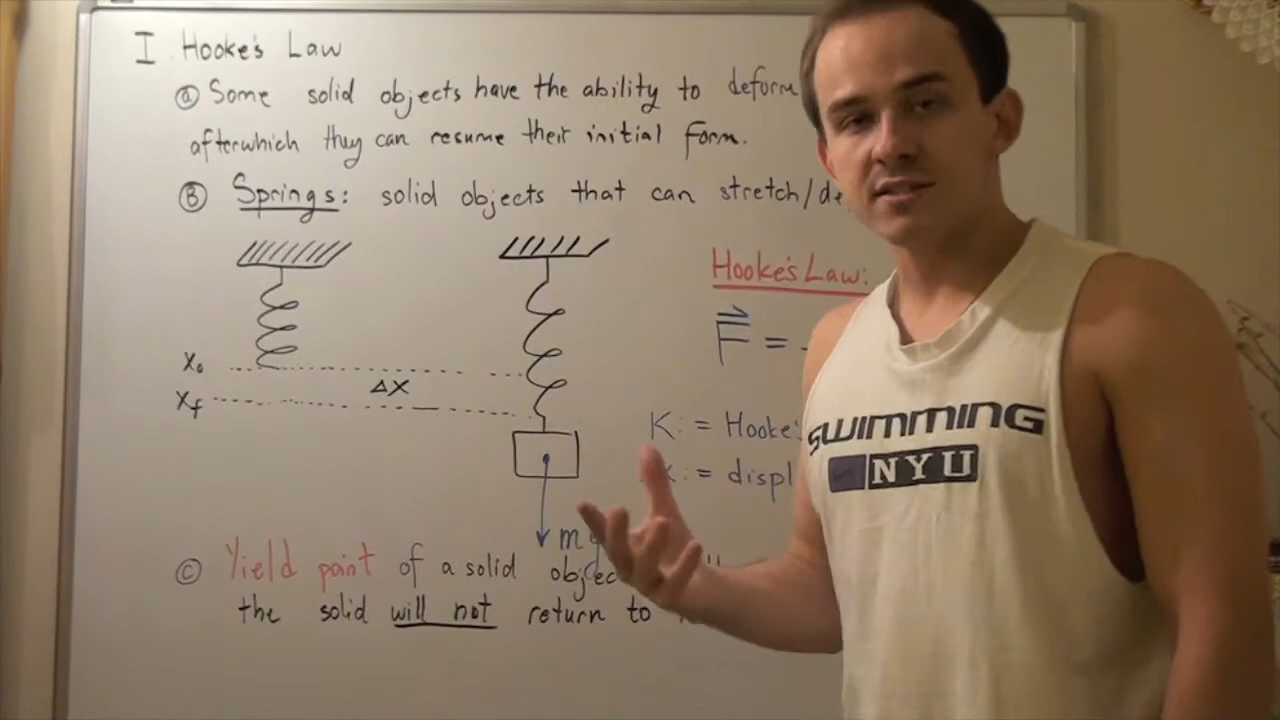 I Hooke's Law
ⓐ Some solid objects have the ability to deform
afterwhich they can resume their initial form.
Ⓑ Springs: solid objects that can stretch/de
Hooke's Law:
F = -
X₀
ΔX
Xf
K: = Hooke's
: = displ
mg
Ⓒ Yield point of a solid objec
the solid will not return to
SWIMMING
NYU